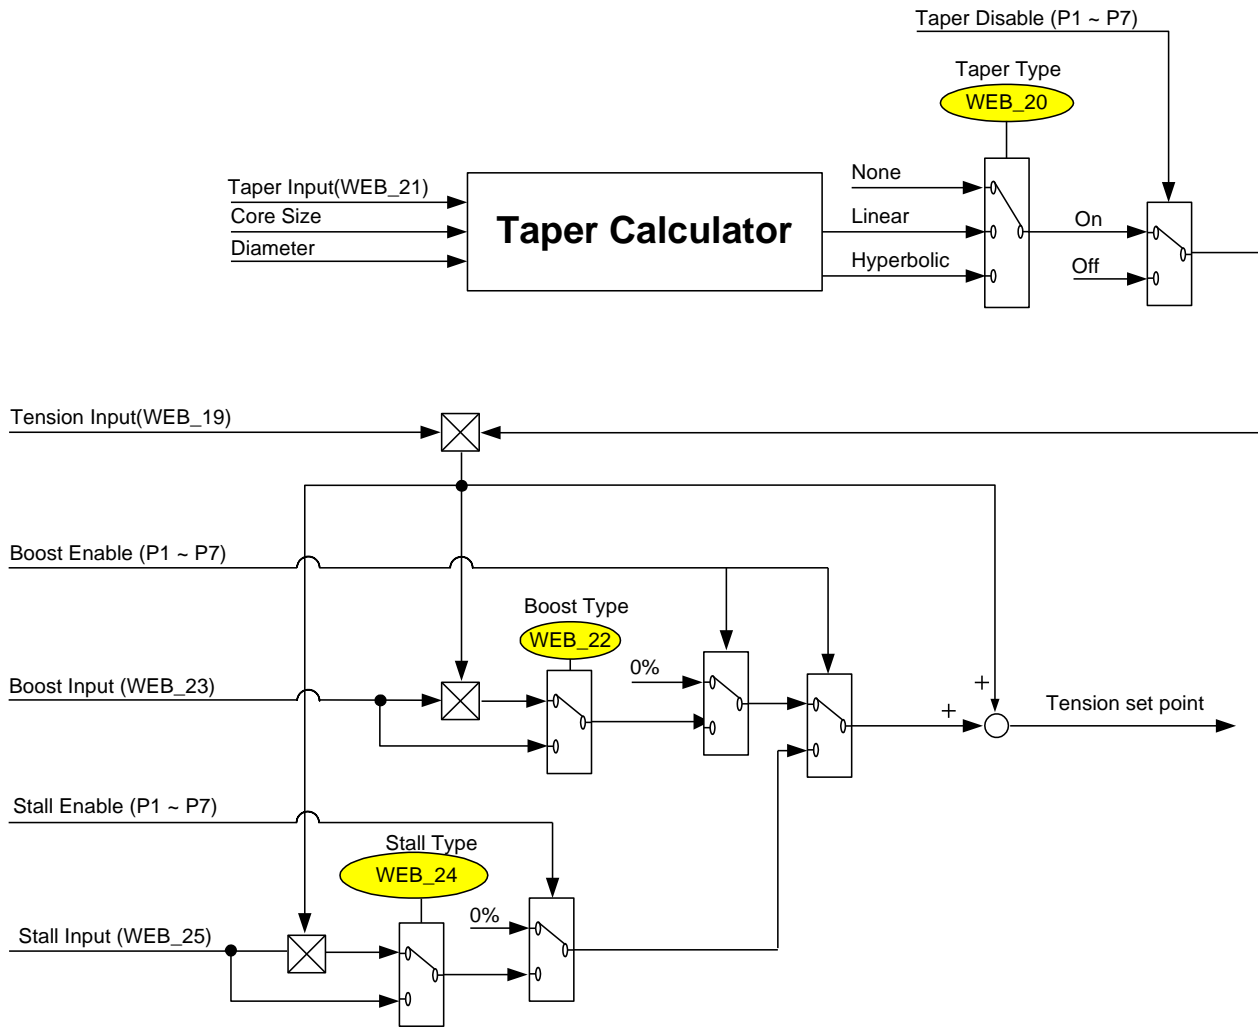 Taper Disable (P1 ~ P7)
Taper Type
WEB_20
Taper Input(WEB_21)
Core Size
Diameter
Taper Calculator
None
Linear
Hyperbolic
On
Off
Tension Input(WEB_19)
Boost Enable (P1 ~ P7)
Boost Type
WEB_22
0%
Boost Input (WEB_23)
+
+
Tension set point
Stall Enable (P1 ~ P7)
Stall Type
WEB_24
0%
Stall Input (WEB_25)